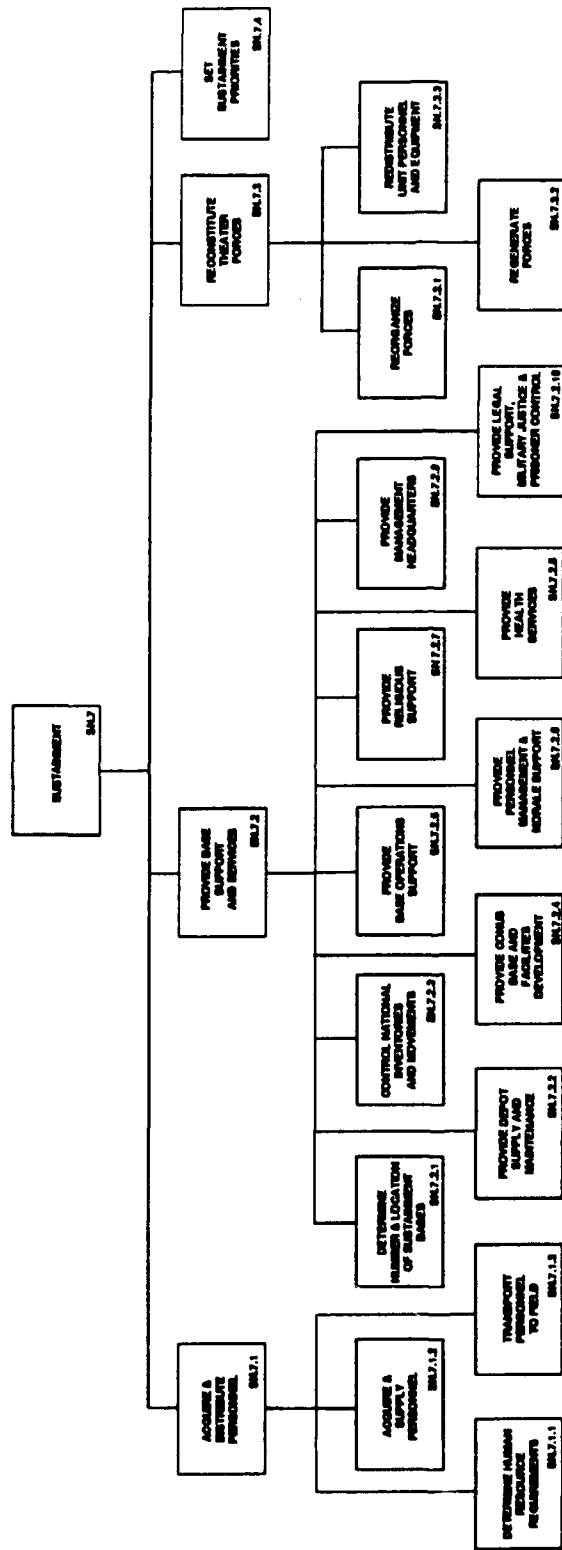 SUSTAINMENT
SN.7
ACQUIRE &
DISTRIBUTE
PERSONNEL
SN.7.1
PROVIDE BASE
SUPPORT
AND SERVICES
SN.7.2
RECONSTITUTE
THEATER
FORCES
SN.7.3
SET
SUSTAINMENT
PRIORITIES
SN.7.4
ACQUIRE &
SUPPLY
PERSONNEL
SN.7.1.2
DETERMINE
NUMBER & LOCATION
OF SUSTAINMENT
BASES
SN.7.2.1
CONTROL NATIONAL
INVENTORIES
AND MOVEMENTS
SN.7.2.3
PROVIDE
BASE OPERATIONS
SUPPORT
SN.7.2.5
PROVIDE
RELIGIOUS
SUPPORT
SN 7.2.7
PROVIDE
MANAGEMENT
HEADQUARTERS
SN.7.2.9
REORGANIZE
FORCES
SN.7.3.1
REDISTRIBUTE
UNIT PERSONNEL
AND EQUIPMENT
SN.7.3.3
DETERMINE HUMAN
RESOURCE
REQUIREMENTS
SN.7.1.1
TRANSPORT
PERSONNEL
TO FIELD
SN.7.1.3
PROVIDE DEPOT
SUPPLY AND
MAINTENANCE
SN.7.2.2
PROVIDE CONUS
BASE AND
FACILITIES
DEVELOPMENT
SN.7.2.4
PROVIDE
PERSONNEL
MANAGEMENT &
MORALE SUPPORT
SN.7.2.6
PROVIDE
HEALTH
SERVICES
SN.7.2.8
PROVIDE LEGAL
SUPPORT,
MILITARY JUSTICE &
PRISONER CONTROL
SN.7.2.10
REGENERATE
FORCES
SN.7.3.2